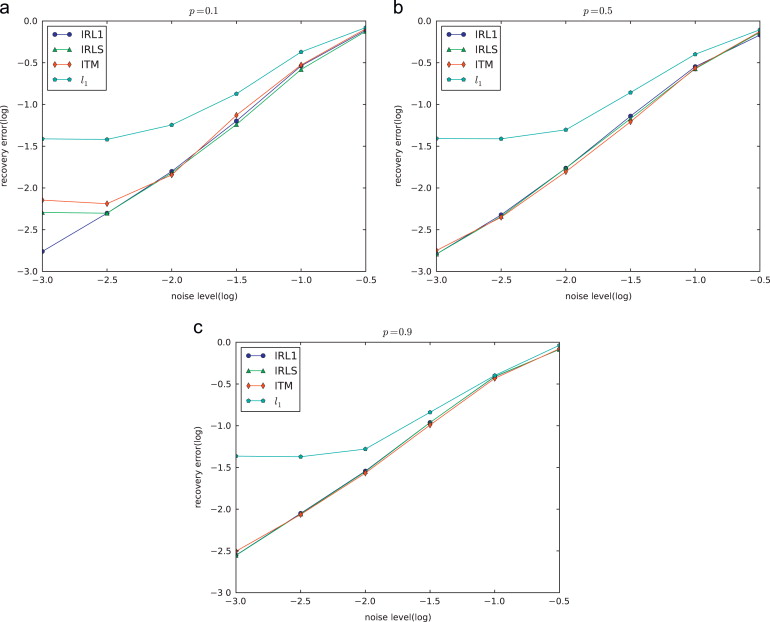 a
p=0.1
0.0
−0.5
−1.0
−1.5
−2.0
−2.5
−3.0
recovery error(log)
IRL1
IRLS
ITM
l1
−3.0 −2.5 −2.0 −1.5 −1.0 −0.5
noise level(log)
b
p=0.5
0.0
−0.5
−1.0
−1.5
−2.0
−2.5
−3.0
recovery error(log)
IRL1
IRLS
ITM
l1
−3.0 −2.5 −2.0 −1.5 −1.0 −0.5
noise level(log)
c
p=0.9
0.0
−0.5
−1.0
−1.5
−2.0
−2.5
−3 0
recovery error(log)
IRL1
IRLS
ITM
l1
−3.0 −2.5 −2.0 −1.5 −1.0 −0.5
noise level(log)